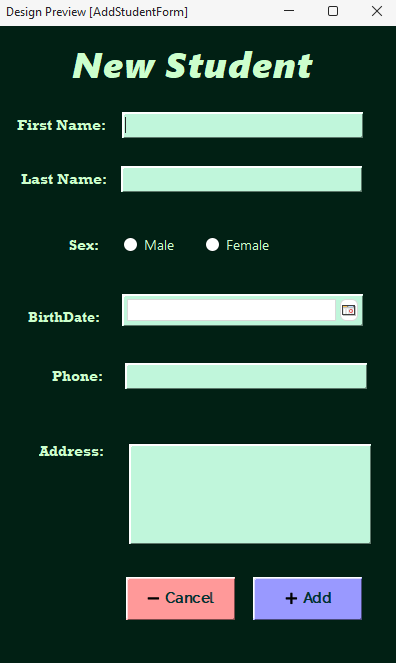 Design Preview [AddStudentForm]
New Student
First Name:
Last Name:
Sex: Male Female
BirthDate:
Phone:
Address:
Cancel Add